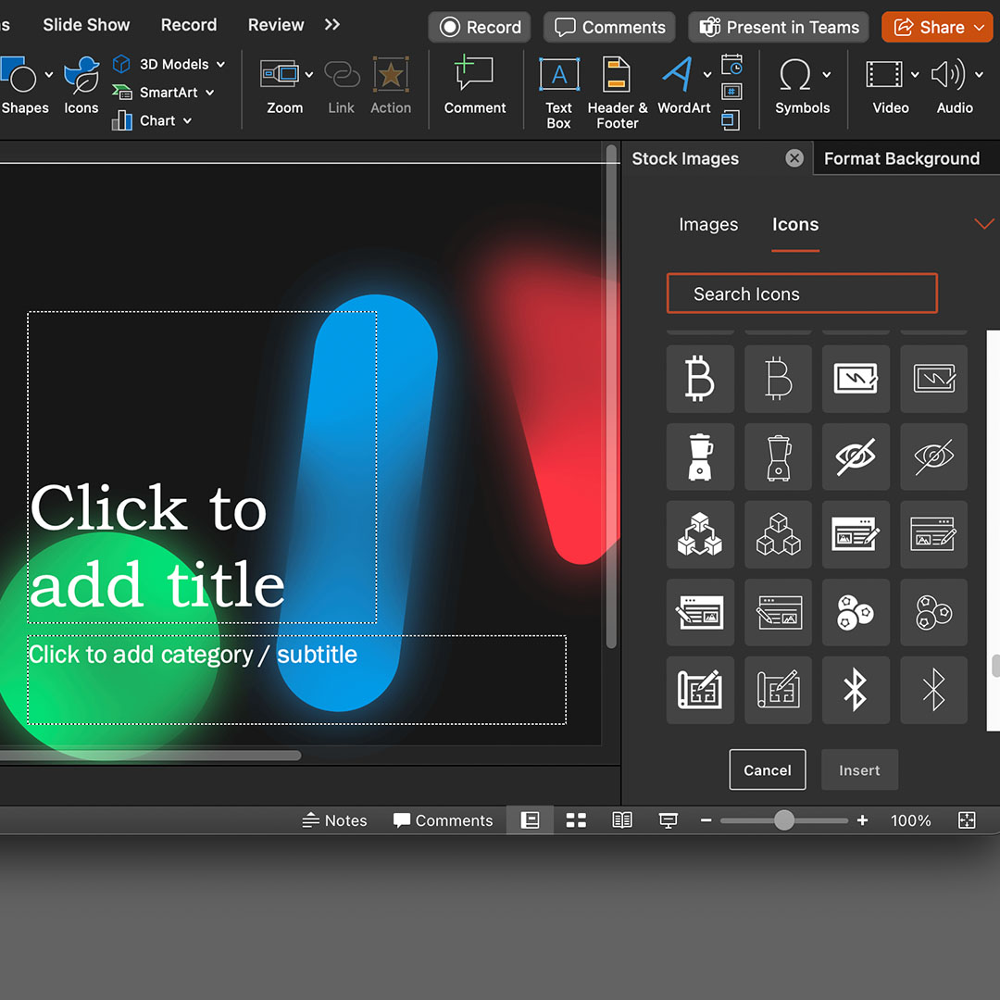 s Slide Show Record Review
Record Comments Present in Teams Share
Shapes
Icons
3D Models
SmartArt
Chart
Zoom
Link
Action
Comment
A
Text
Box
Header &
Footer
WordArt
Symbols
Video
Audio
Stock Images
Format Background
Images Icons
Search Icons
Click to
add title
Click to add category / subtitle
Cancel Insert
Notes Comments 100%